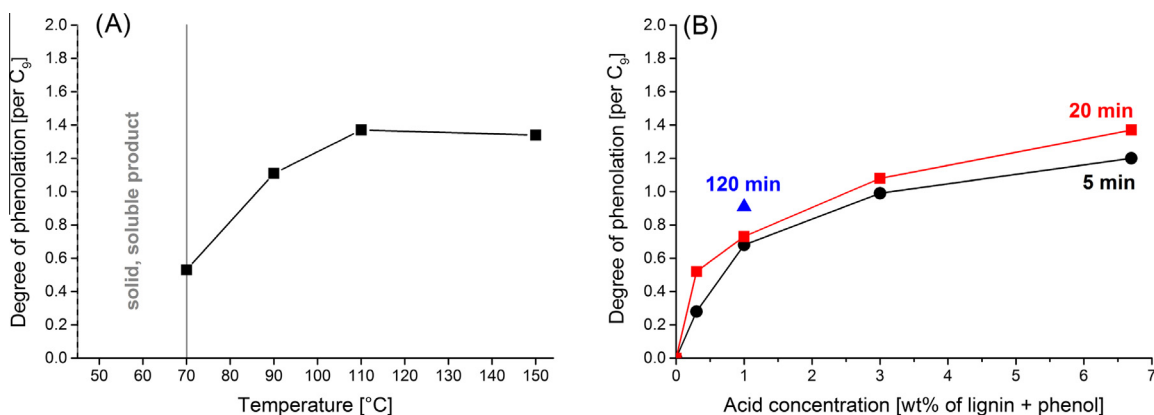 (A)
Degree of phenolation [per C₉]
2.0
1.8
1.6
1.4
1.2
1.0
0.8
0.6
0.4
0.2
0.0
solid, soluble product
50 60 70 80 90 100 110 120 130 140 150
Temperature [°C]
(B)
Degree of phenolation [per C₉]
2.0
1.8
1.6
1.4
1.2
1.0
0.8
0.6
0.4
0.2
0.0
20 min
120 min
5 min
0 1 2 3 4 5 6 7
Acid concentration [wt% of lignin + phenol]